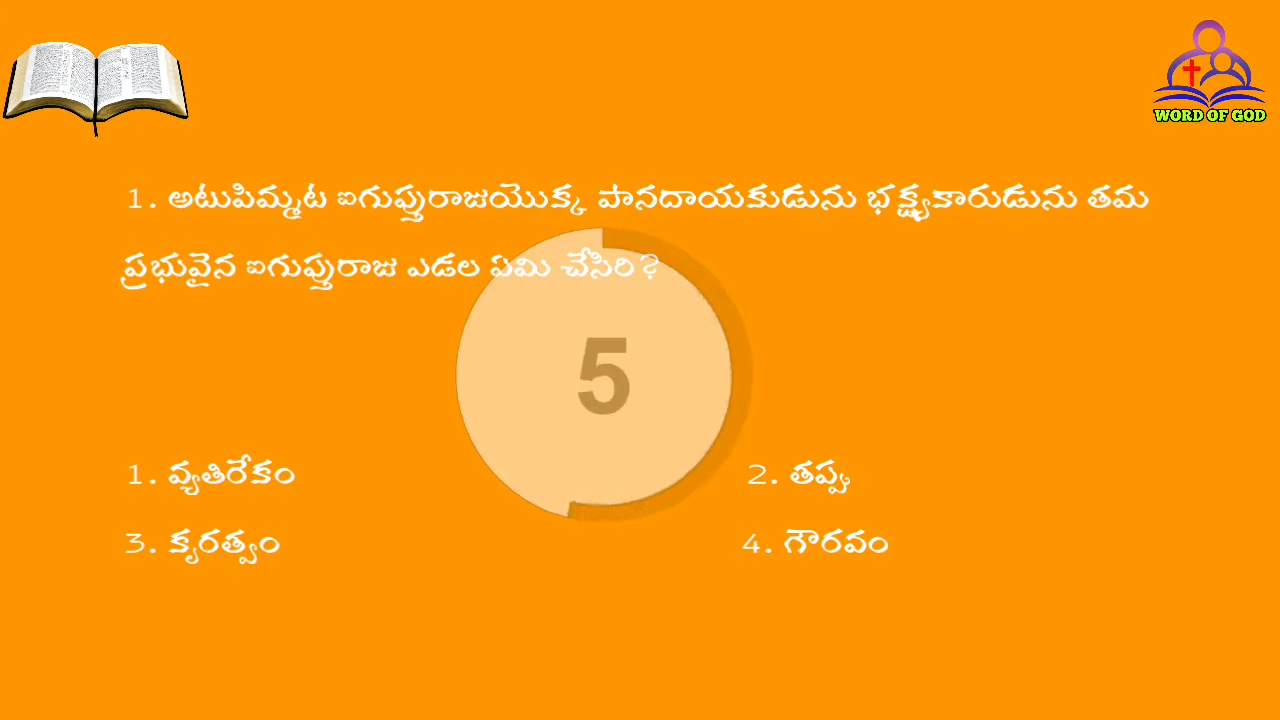 WORD OF GOD
1. అటుపిమ్మట ఐగుప్తురాజుయొక్క పానదాయకుడును భక్ష్యకారుడును తమ
ప్రభువైన ఐగుప్తురాజు ఎడల ఏమి చేసిరి?
5
1. వ్యతిరేకం
2. తప్పు
3. కృరత్వం
4. గౌరవం